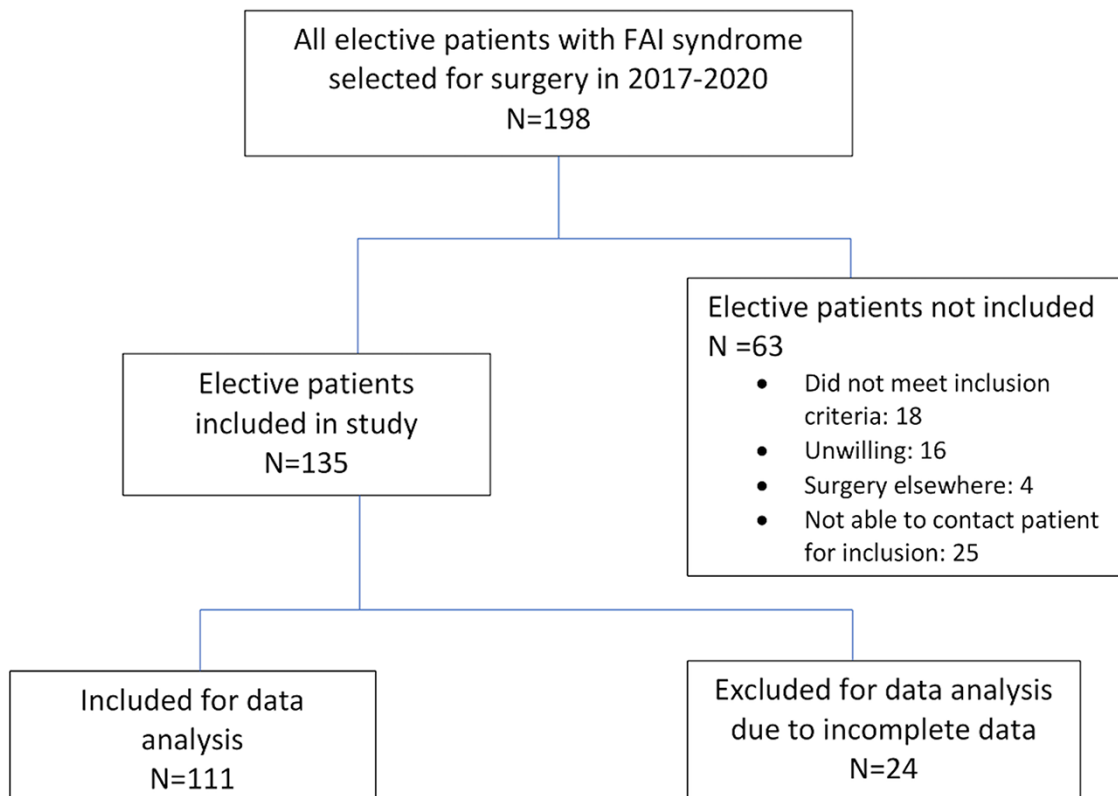 All elective patients with FAI syndrome
selected for surgery in 2017-2020
N=198
Elective patients not included
N =63
• Did not meet inclusion
criteria: 18
• Unwilling: 16
• Surgery elsewhere: 4
• Not able to contact patient
for inclusion: 25
Elective patients
included in study
N=135
Included for data
analysis
N=111
Excluded for data analysis
due to incomplete data
N=24